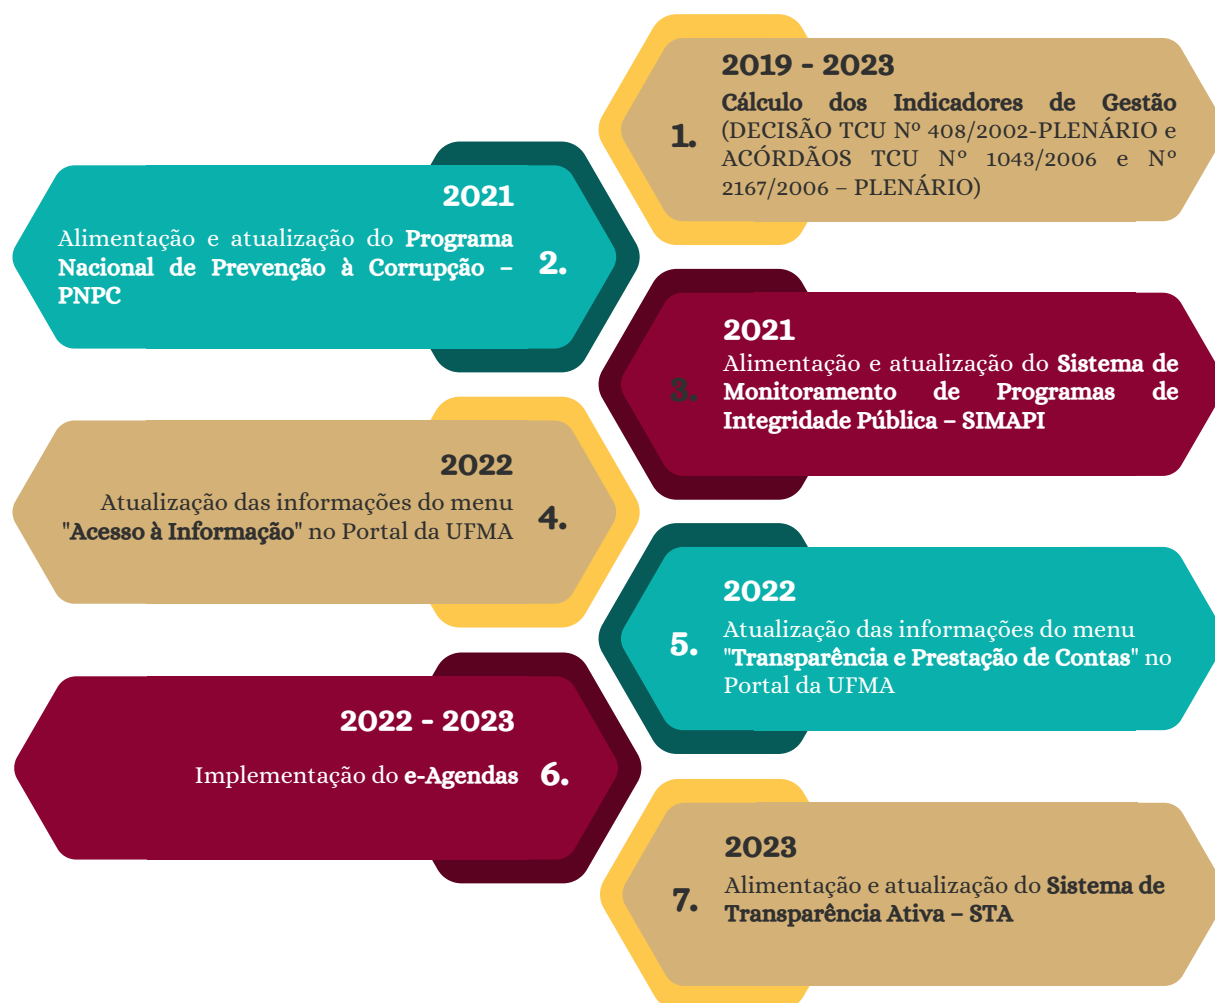 2019 - 2023
1.
Cálculo dos Indicadores de Gestão
(DECISÃO TCU Nº 408/2002-PLENÁRIO e
ACÓRDÃOS TCU Nº 1043/2006 e Nº
2167/2006 – PLENÁRIO)
2021
2.
Alimentação e atualização do Programa
Nacional de Prevenção à Corrupção –
PNPC
2021
3.
Alimentação e atualização do Sistema de
Monitoramento de Programas de
Integridade Pública – SIMAPI
2022
4.
Atualização das informações do menu
"Acesso à Informação" no Portal da UFMA
2022
5.
Atualização das informações do menu
"Transparência e Prestação de Contas" no
Portal da UFMA
2022 - 2023
6.
Implementação do e-Agendas
2023
7.
Alimentação e atualização do Sistema de
Transparência Ativa – STA